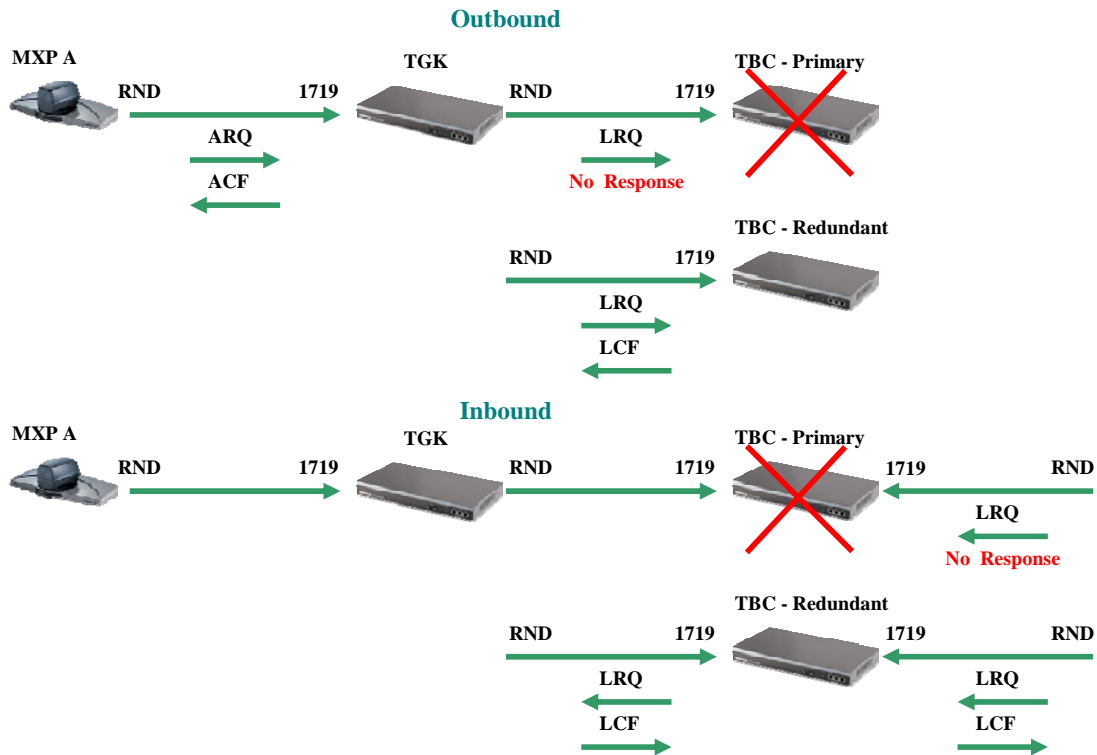 Outbound
MXP A
TGK
TBC - Primary
RND
1719
RND
1719
ARQ
LRQ
ACF
No Response
TBC - Redundant
RND
1719
LRQ
LCF
Inbound
MXP A
TGK
TBC - Primary
RND
1719
RND
1719
1719
RND
LRQ
No Response
TBC - Redundant
RND
1719
1719
RND
LRQ
LRQ
LCF
LCF